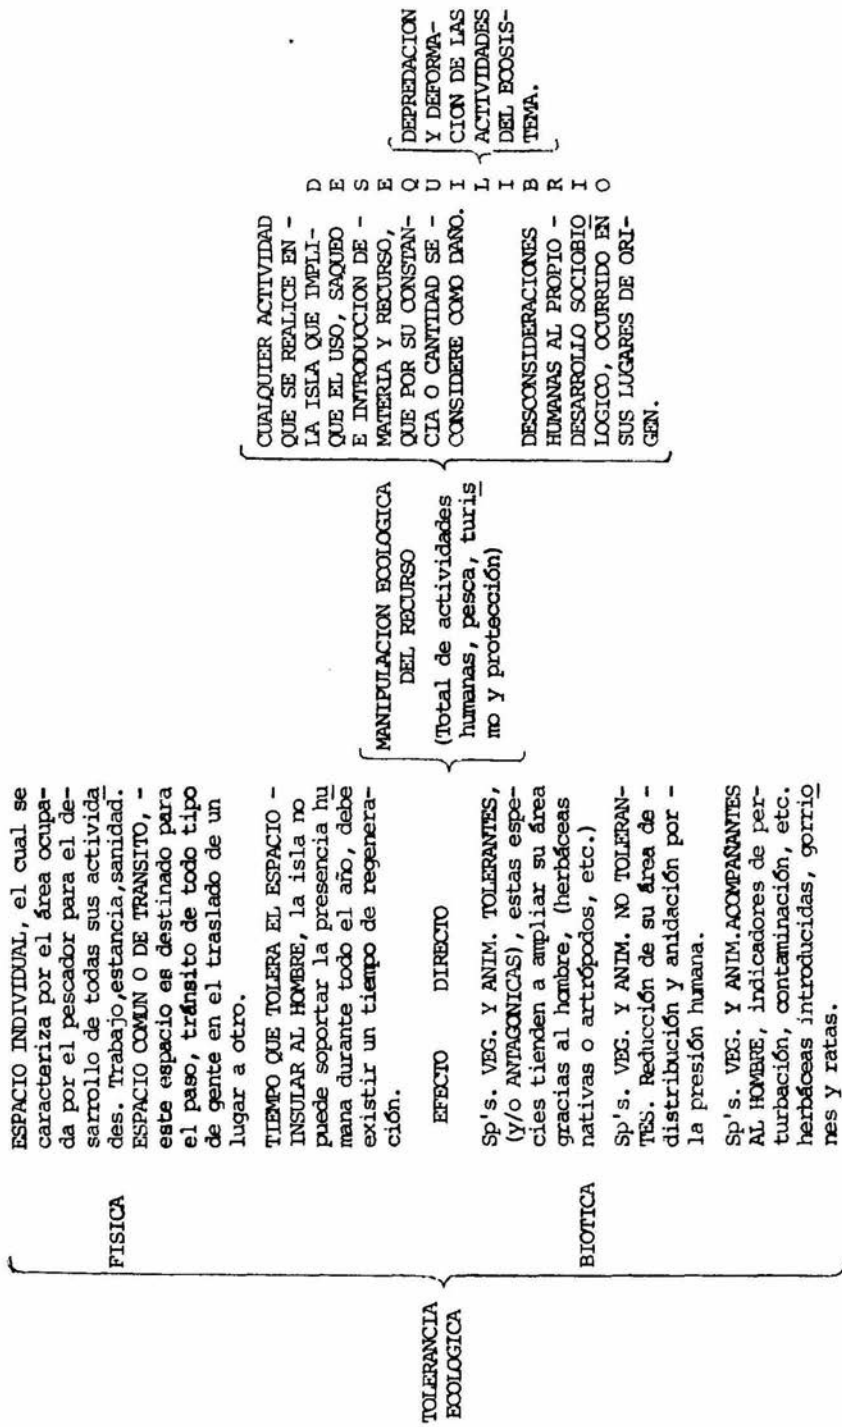 TOLERANCIA
ECOLOGICA
FISICA
ESPACIO INDIVIDUAL, el cual se
caracteriza por el área ocupa-
da por el pescador para el de-
sarrollo de todas sus activida
des. Trabajo,estancia,sanidad.
ESPACIO COMUN O DE TRANSITO, -
este espacio es destinado para
el paso, tránsito de todo tipo
de gente en el traslado de un
lugar a otro.
TIEMPO QUE TOLERA EL ESPACIO -
INSULAR AL HOMBRE, la isla no
puede soportar la presencia hu
mana durante todo el año, debe
existir un tiempo de regenera-
ción.
EFECTO DIRECTO
BIOTICA
Sp's. VEG. Y ANIM. TOLERANTES,
(y/o ANTAGONICAS), estas espe-
cies tienden a ampliar su área
gracias al hombre, (herbáceas
nativas o artrópodos, etc.)
Sp's. VEG. Y ANIM. NO TOLERAN-
TES. Reducción de su área de -
distribución y anidación por -
la presión humana.
Sp's. VEG. Y ANIM.ACOMPAÑANTES
AL HOMBRE, indicadores de per-
turbación, contaminación, etc.
herbáceas introducidas, gorrio
nes y ratas.
MANIPULACION ECOLOGICA
DEL RECURSO
(Total de actividades
humanas, pesca, turis
mo y protección)
CUALQUIER ACTIVIDAD
QUE SE REALICE EN -
LA ISLA QUE IMPLI-
QUE EL USO, SAQUEO
E INTRODUCCION DE -
MATERIA Y RECURSO,
QUE POR SU CONSTAN-
CIA O CANTIDAD SE -
CONSIDERE COMO DAÑO.
DESCONSIDERACIONES
HUMANAS AL PROPIO -
DESARROLLO SOCIOBIO
LOGICO, OCURRIDO EN
SUS LUGARES DE ORI-
GEN.
D
E
S
E
Q
U
I
L
I
B
R
I
O
DEPREDACION
Y DEFORMA-
CION DE LAS
ACTIVIDADES
DEL ECOSIS-
TEMA.